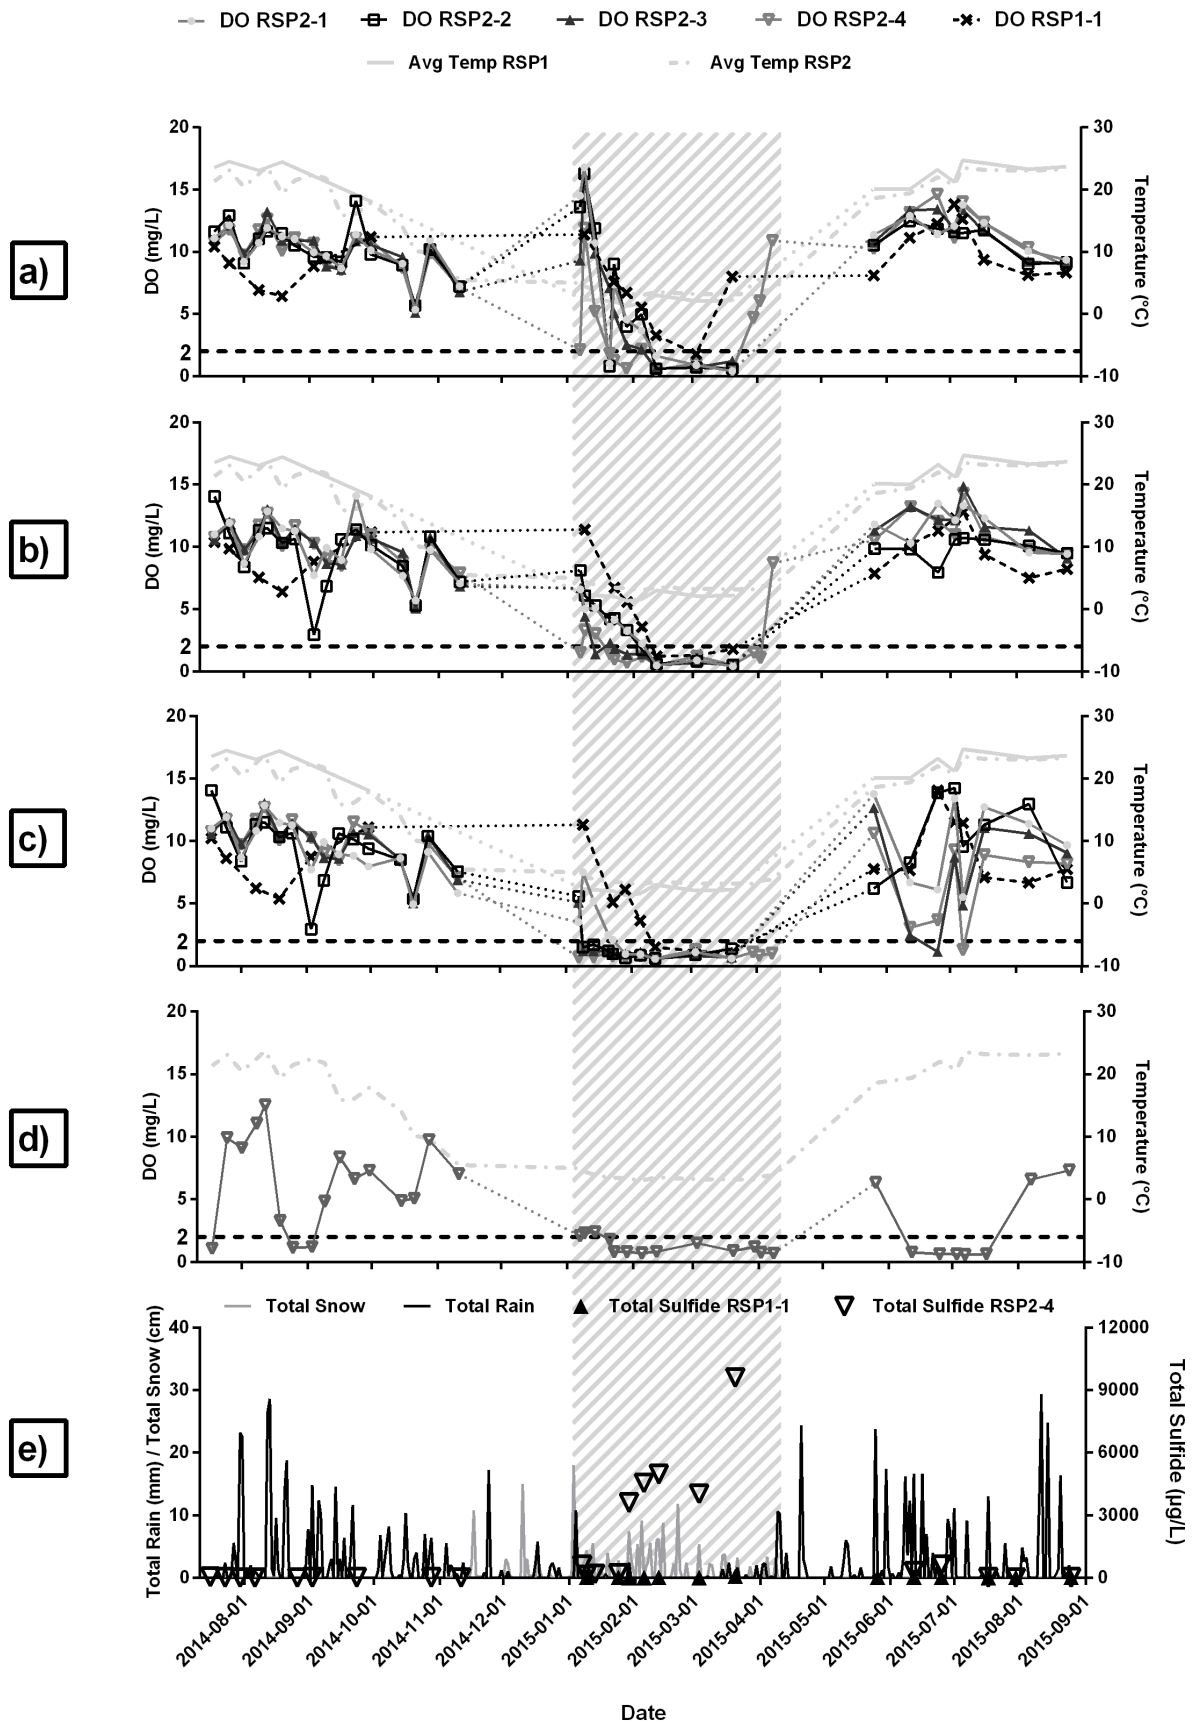 DO RSP2-1 DO RSP2-2 DO RSP2-3 DO RSP2-4 DO RSP1-1
Avg Temp RSP1 Avg Temp RSP2
a)
DO (mg/L)
20
15
10
5
2
0
30
20
10
0
-10
Temperature (°C)
b)
DO (mg/L)
20
15
10
5
2
0
30
20
10
0
-10
Temperature (°C)
c)
DO (mg/L)
20
15
10
5
2
0
30
20
10
0
-10
Temperature (°C)
d)
DO (mg/L)
20
15
10
5
2
0
30
20
10
0
-10
Temperature (°C)
e)
Total Snow Total Rain Total Sulfide RSP1-1 Total Sulfide RSP2-4
Total Rain (mm) / Total Snow (cm)
40
30
20
10
0
12000
9000
6000
3000
0
Total Sulfide (µg/L)
2014-08-01 2014-09-01 2014-10-01 2014-11-01 2014-12-01 2015-01-01 2015-02-01 2015-03-01 2015-04-01 2015-05-01 2015-06-01 2015-07-01 2015-08-01 2015-09-01
Date